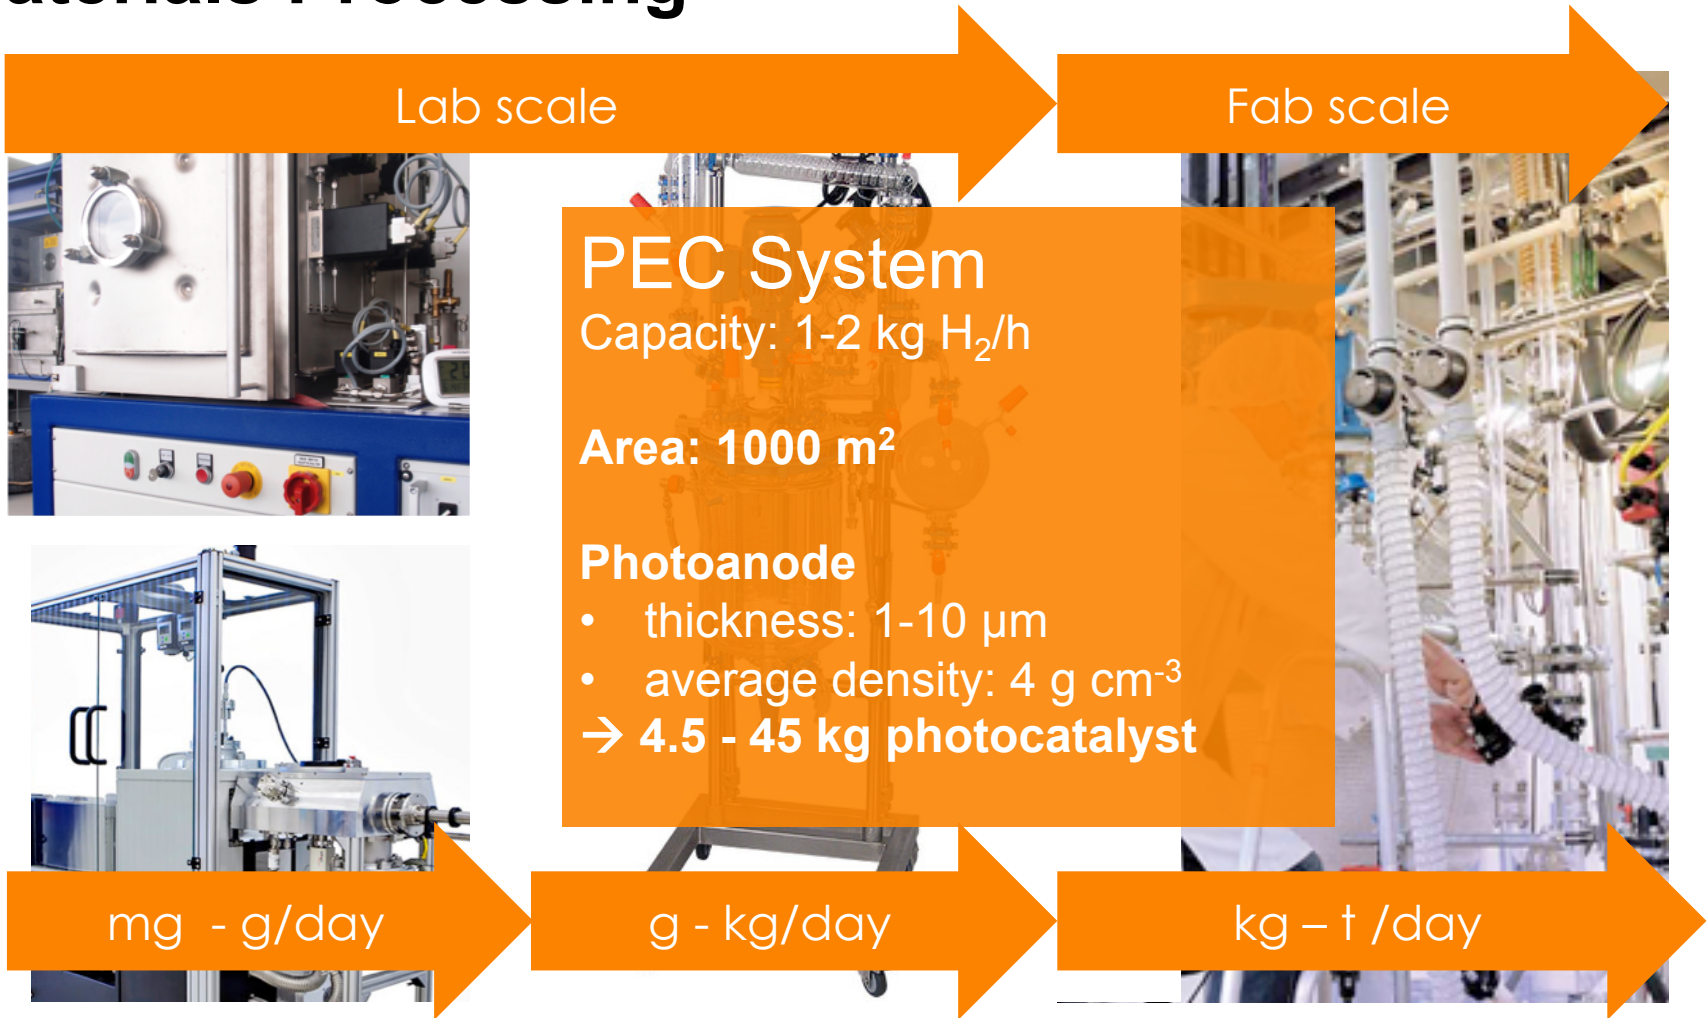 Processing
Lab scale
Fab scale
PEC System
Capacity: 1-2 kg H₂/h
Area: 1000 m²
Photoanode
• thickness: 1-10 µm
• average density: 4 g cm⁻³
→ 4.5 - 45 kg photocatalyst
mg - g/day
g - kg/day
kg – t /day